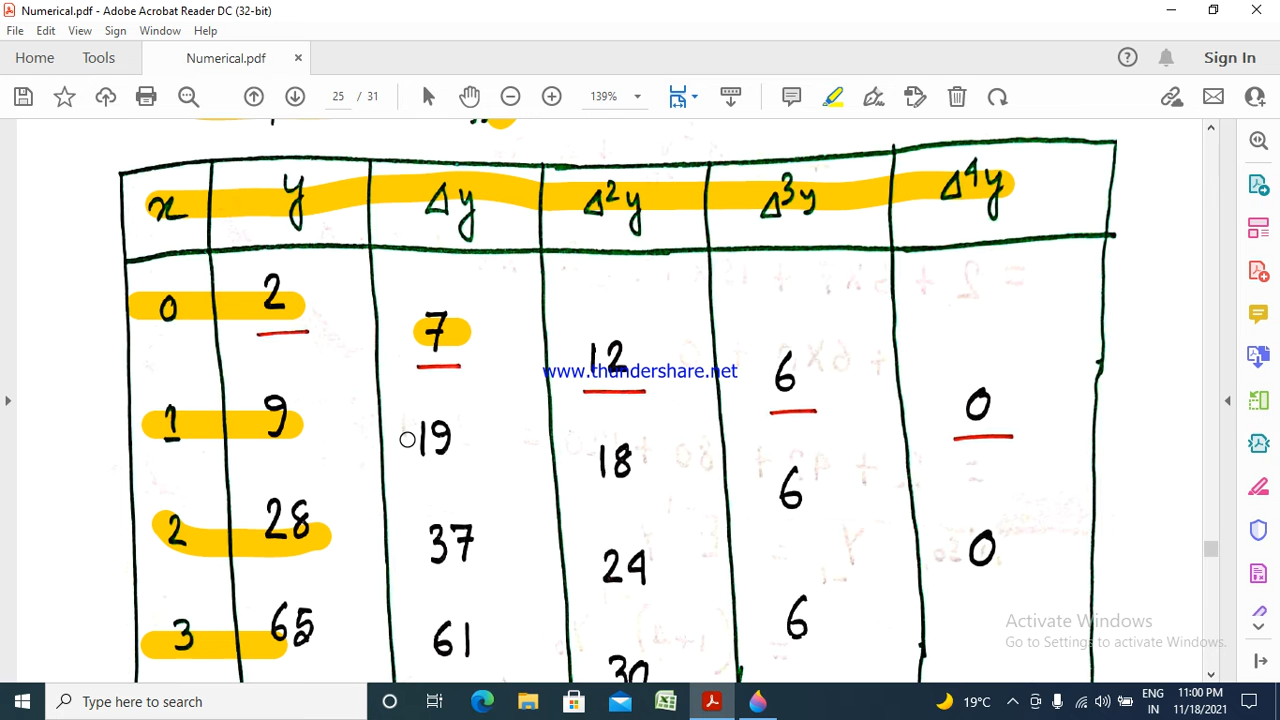 Numerical.pdf - Adobe Acrobat Reader DC (32-bit)
File Edit View Sign Window Help
Home Tools Numerical.pdf × Sign In
25 / 31 139%
x y Δy Δ²y Δ³y Δ⁴y
0 2
7
12
6
0
www.thundershare.net
1 9
19
18
6
2 28
37
24
0
3 65
61
6
30
Activate Windows
Go to Settings to activate Windows.
Type here to search
19°C ENG IN 11:00 PM 11/18/2021